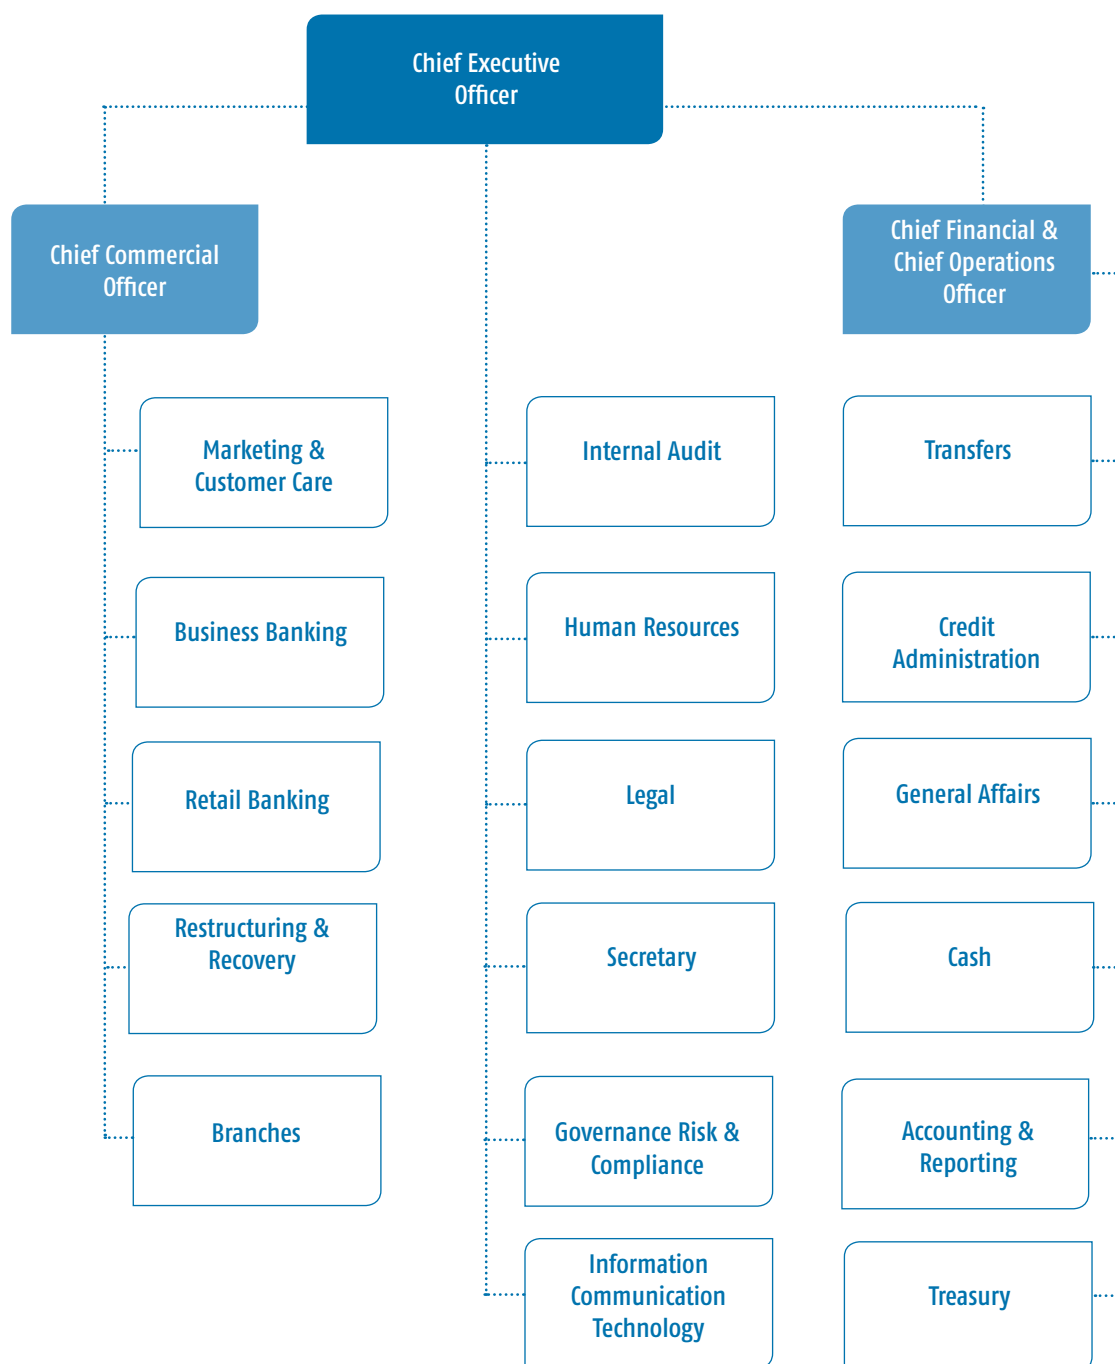 Chief Executive
Officer
Chief Commercial
Officer
Chief Financial &
Chief Operations
Officer
Marketing &
Customer Care
Business Banking
Retail Banking
Restructuring &
Recovery
Branches
Internal Audit
Human Resources
Legal
Secretary
Governance Risk &
Compliance
Information
Communication
Technology
Transfers
Credit
Administration
General Affairs
Cash
Accounting &
Reporting
Treasury